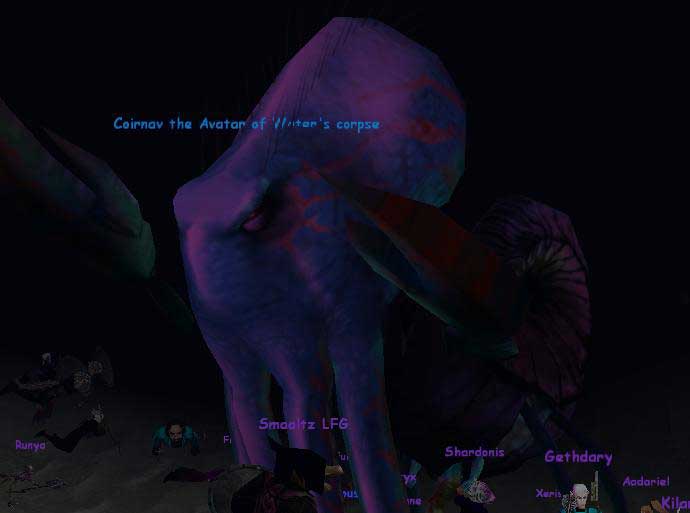 Coirnav the Avatar of Water's corpse
Smaaltz LFG
Runya
Shardonis
Gethdary
Aadariel
Xeris